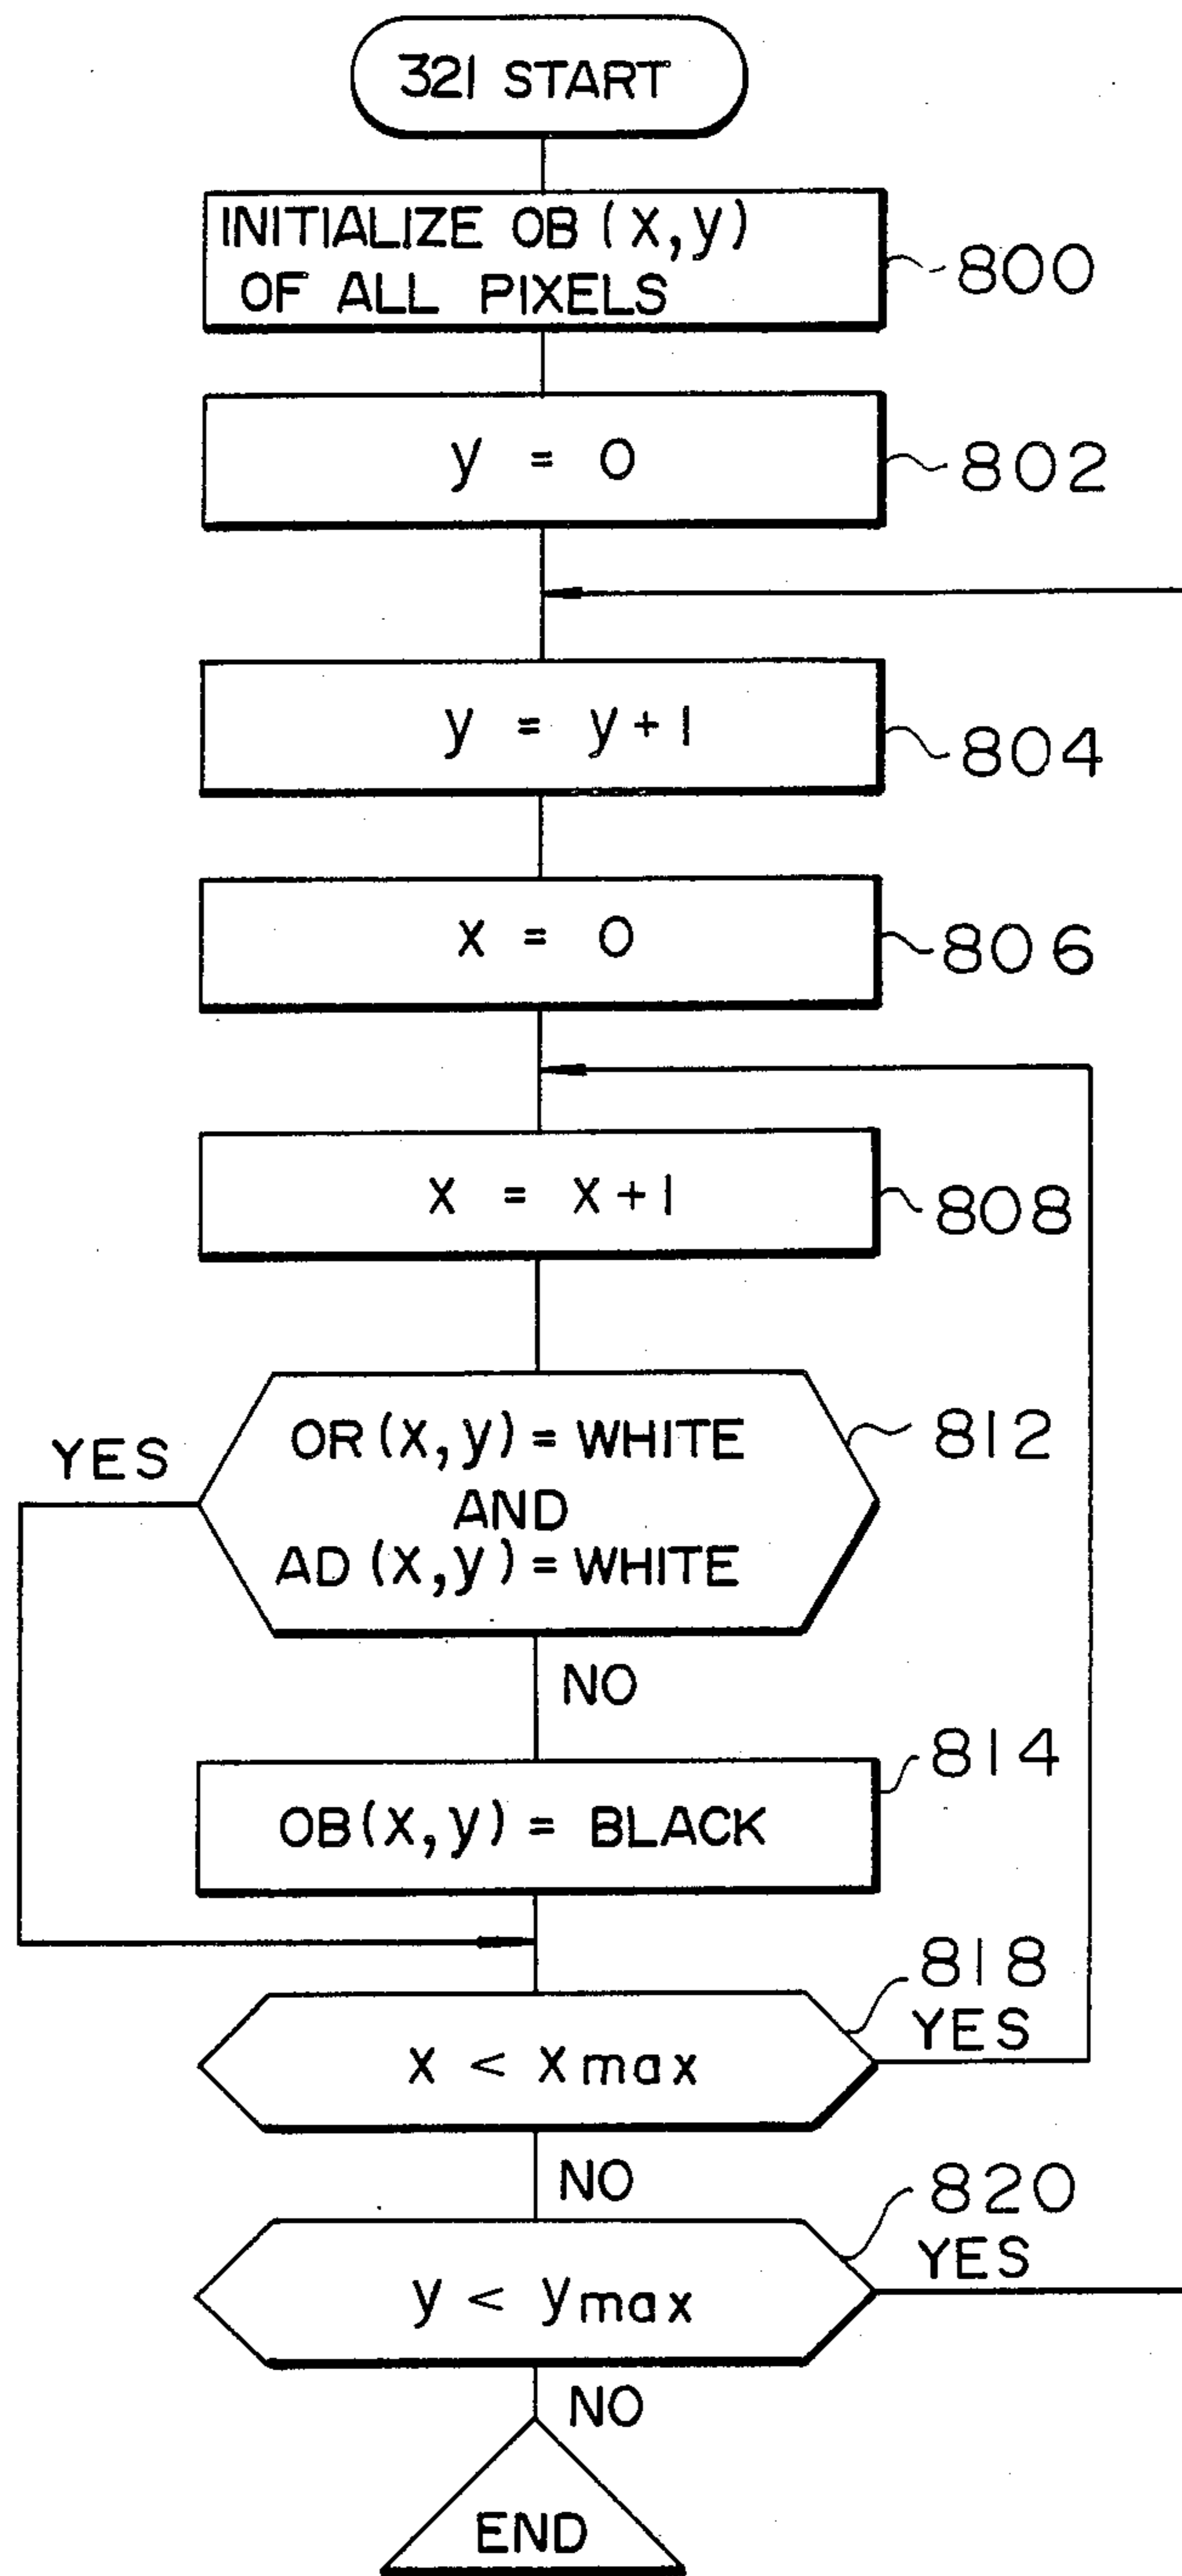 321 START
INITIALIZE OB (x,y)
OF ALL PIXELS
800
y = 0
802
y = y+1
804
x = 0
806
x = x+1
808
YES
OR(x,y) = WHITE
AND
AD (x,y) = WHITE
812
NO
OB(x,y) = BLACK
814
x < xmax
818
YES
NO
y < ymax
820
YES
NO
END